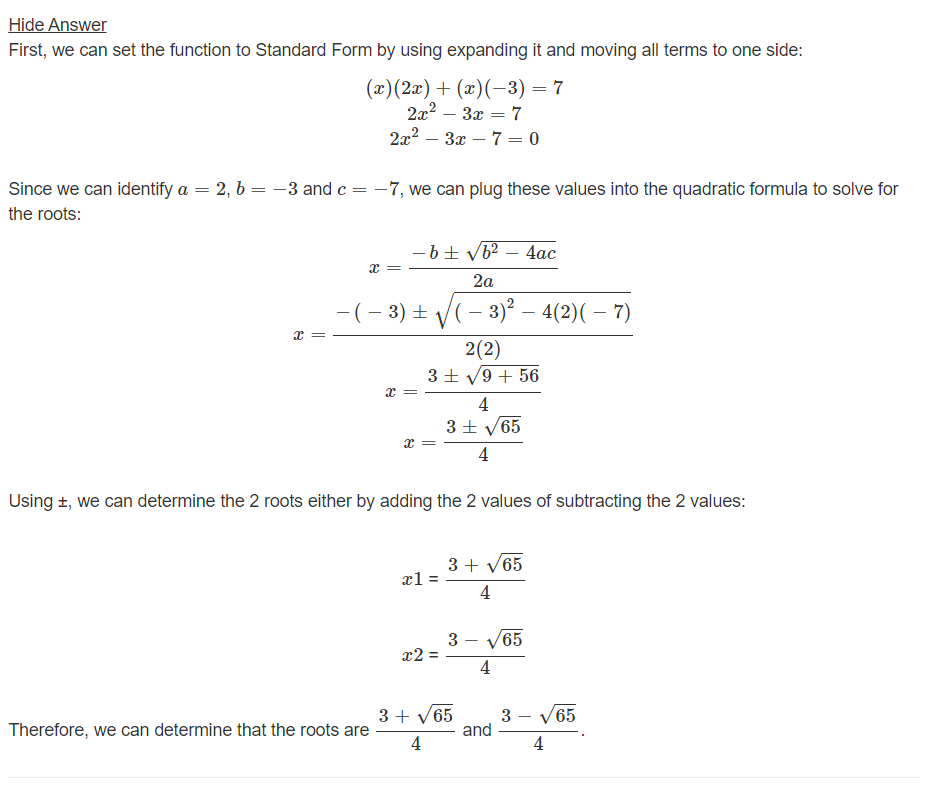 Hide Answer
First, we can set the function to Standard Form by using expanding it and moving all terms to one side:
(x)(2x) + (x)(−3) = 7
2x² − 3x = 7
2x² − 3x − 7 = 0
Since we can identify a = 2, b = −3 and c = −7, we can plug these values into the quadratic formula to solve for
the roots:
x = (−b ± √(b² − 4ac)) / 2a
x = (−(− 3) ± √((− 3)² − 4(2)(− 7))) / 2(2)
x = (3 ± √(9 + 56)) / 4
x = (3 ± √65) / 4
Using ±, we can determine the 2 roots either by adding the 2 values of subtracting the 2 values:
x1 = (3 + √65) / 4
x2 = (3 − √65) / 4
Therefore, we can determine that the roots are (3 + √65) / 4 and (3 − √65) / 4.